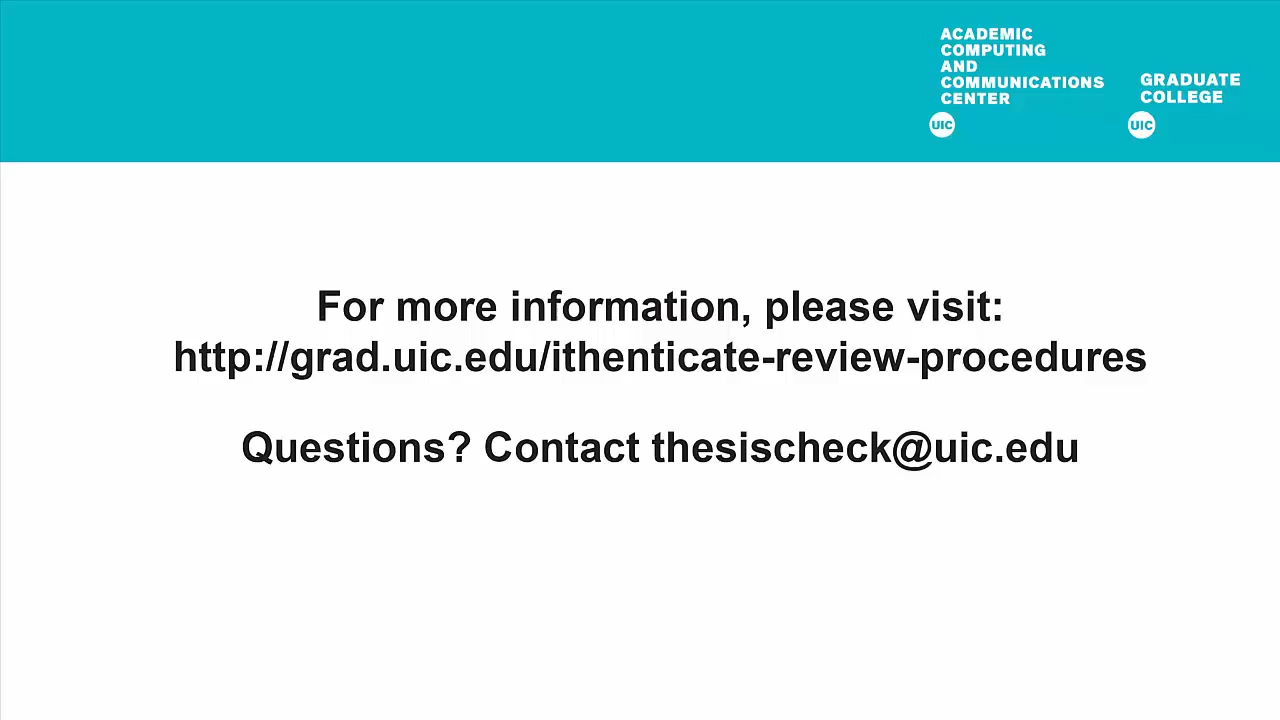 ACADEMIC
COMPUTING
AND
COMMUNICATIONS
CENTER
UIC
GRADUATE
COLLEGE
UIC
For more information, please visit:
http://grad.uic.edu/ithenticate-review-procedures
Questions? Contact thesischeck@uic.edu